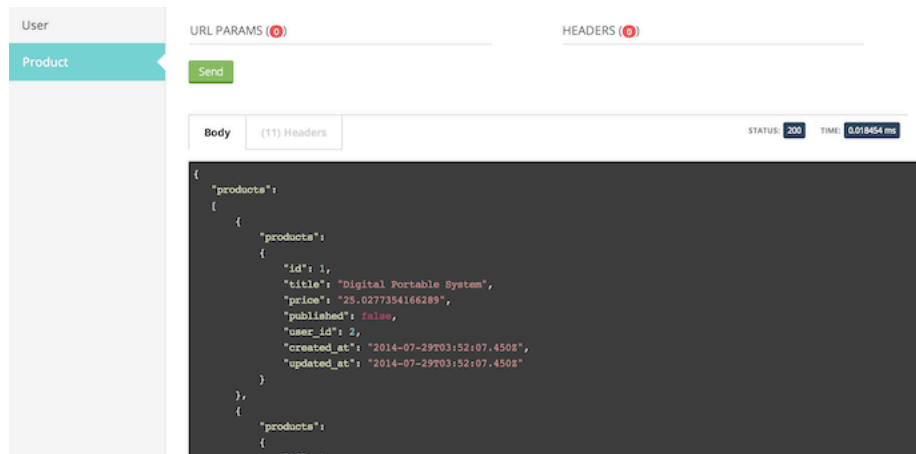 User
URL PARAMS (0)
HEADERS (0)
Product
Send
Body
(11) Headers
STATUS: 200
TIME: 0.018454 ms
{
"products":
[
{
"products":
{
"id": 1,
"title": "Digital Portable System",
"price": "25.0277354166289",
"published": false,
"user_id": 2,
"created_at": "2014-07-29T03:52:07.450Z",
"updated_at": "2014-07-29T03:52:07.450Z"
}
},
{
"products":
{